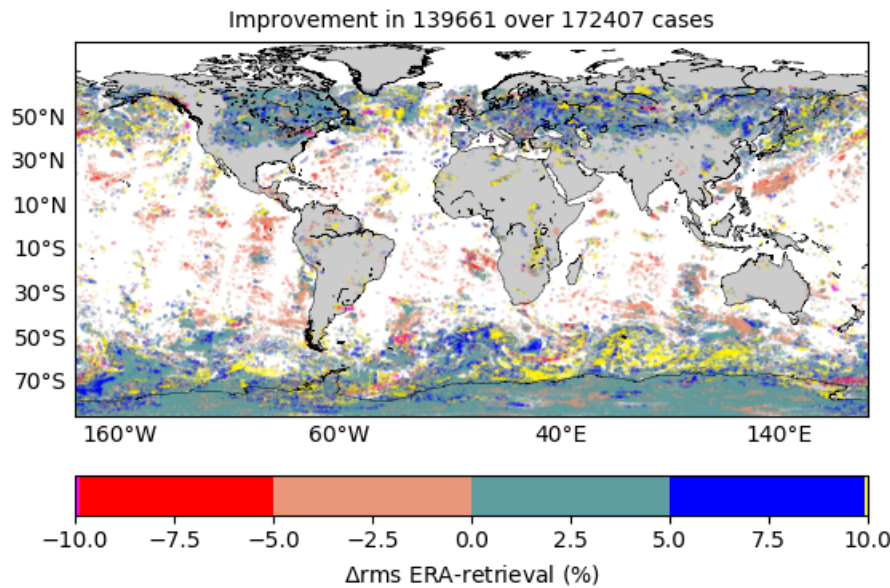 Improvement in 139661 over 172407 cases
50°N
30°N
10°N
10°S
30°S
50°S
70°S
160°W 60°W 40°E 140°E
−10.0 −7.5 −5.0 −2.5 0.0 2.5 5.0 7.5 10.0
Δrms ERA-retrieval (%)